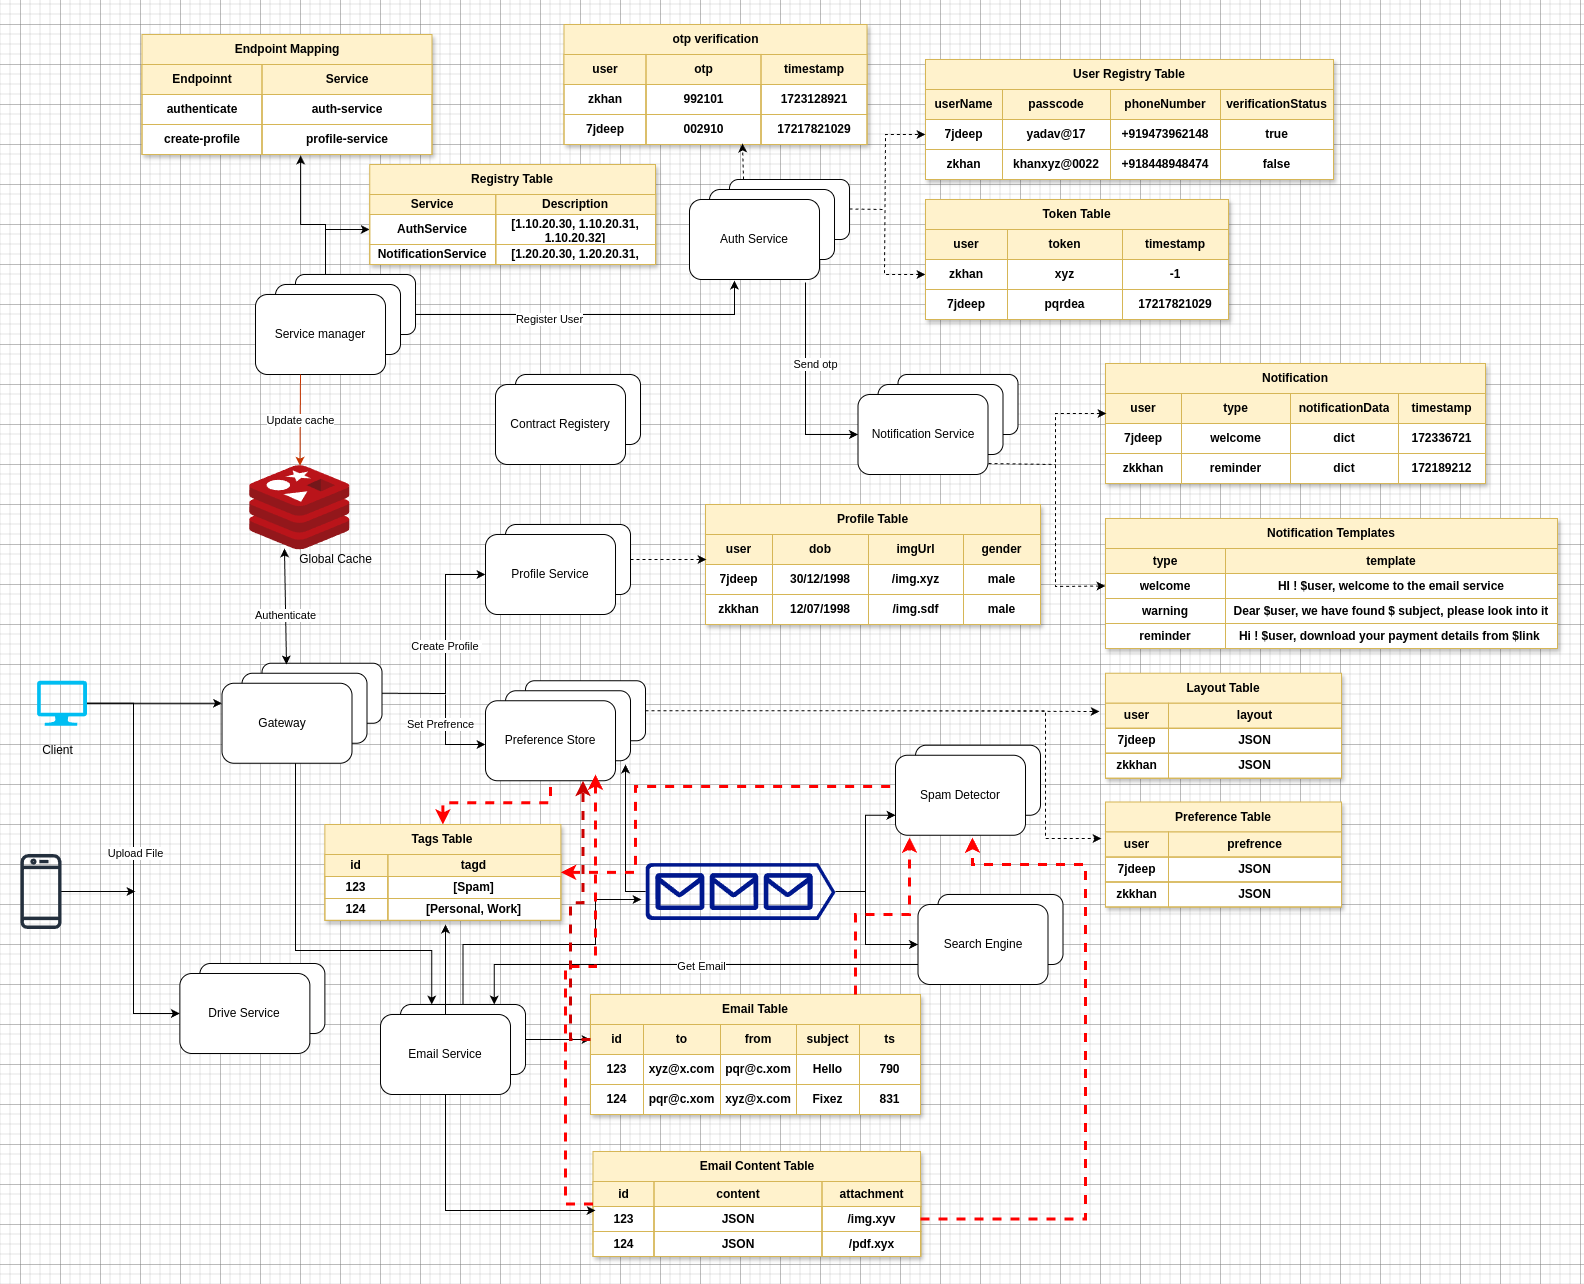 Endpoint Mapping
Endpoinnt Service
authenticate auth-service
create-profile profile-service
otp verification
user otp timestamp
zkhan 992101 1723128921
7jdeep 002910 17217821029
User Registry Table
userName passcode phoneNumber verificationStatus
7jdeep yadav@17 +919473962148 true
zkhan khanxyz@0022 +918448948474 false
Registry Table
Service Description
AuthService [1.10.20.30, 1.10.20.31,
1.10.20.32]
NotificationService [1.20.20.30, 1.20.20.31,
Auth Service
Token Table
user token timestamp
zkhan xyz -1
7jdeep pqrdea 17217821029
Service manager
Register User
Send otp
Update cache
Contract Registery
Notification Service
Notification
user type notificationData timestamp
7jdeep welcome dict 172336721
zkkhan reminder dict 172189212
Global Cache
Profile Service
Profile Table
user dob imgUrl gender
7jdeep 30/12/1998 /img.xyz male
zkkhan 12/07/1998 /img.sdf male
Notification Templates
type template
welcome HI ! $user, welcome to the email service
warning Dear $user, we have found $ subject, please look into it
reminder Hi ! $user, download your payment details from $link
Authenticate
Create Profile
Client
Gateway
Set Prefrence
Preference Store
Layout Table
user layout
7jdeep JSON
zkkhan JSON
Spam Detector
Preference Table
user prefrence
7jdeep JSON
zkkhan JSON
Upload File
Tags Table
id tagd
123 [Spam]
124 [Personal, Work]
Search Engine
Get Email
Drive Service
Email Service
Email Table
id to from subject ts
123 xyz@x.com pqr@c.xom Hello 790
124 pqr@c.xom xyz@x.com Fixez 831
Email Content Table
id content attachment
123 JSON /img.xyv
124 JSON /pdf.xyx